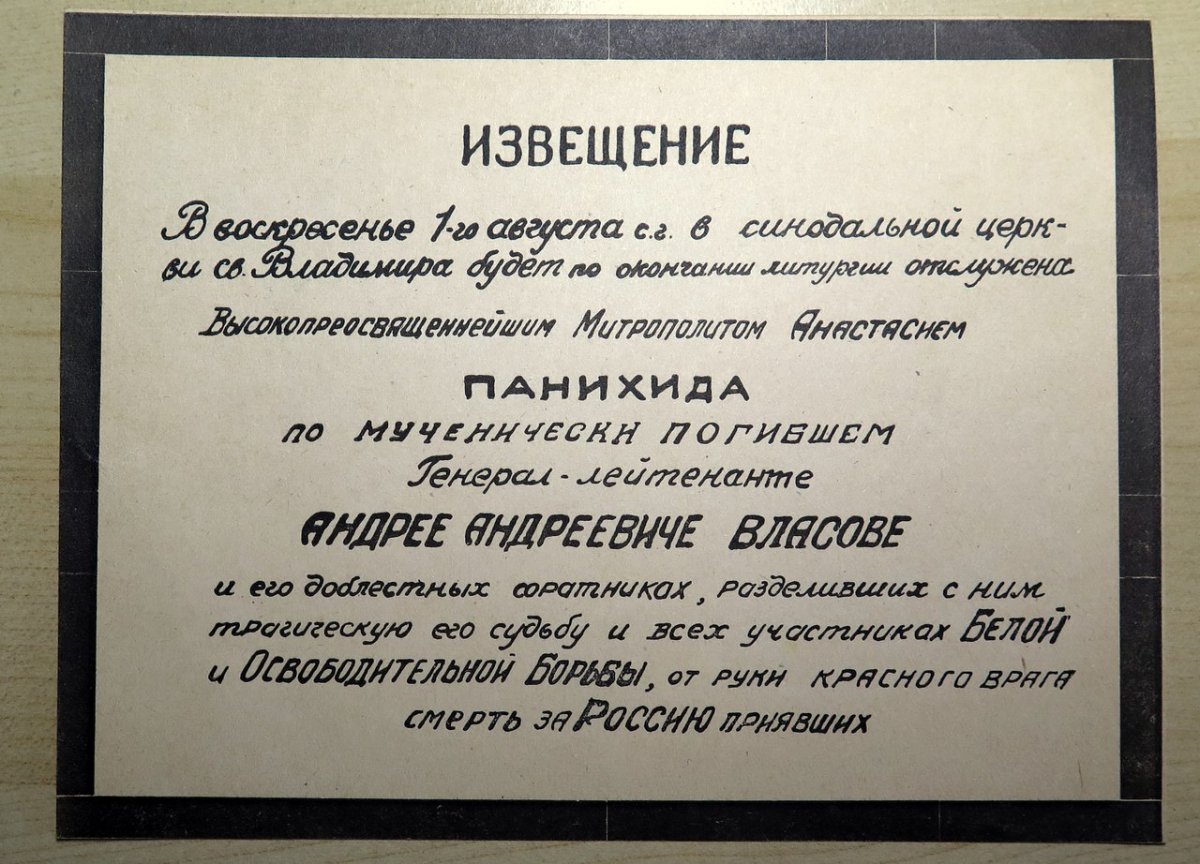 ИЗВЕЩЕНИЕ
В воскресенье 1-го августа с.г. в синодальной церк-
ви св. Владимира будет по окончании литургии отслужена
Высокопреосвященнейшим Митрополитом Анастасием
ПАНИХИДА
по МУЧЕНИЧЕСКИ ПОГИБШЕМ
Генерал-лейтенанте
АНДРЕЕ АНДРЕЕВИЧЕ ВЛАСОВЕ
и его доблестных соратниках, разделивших с ним
трагическую его судьбу и всех участниках БЕЛОЙ
и ОСВОБОДИТЕЛЬНОЙ БОРЬБЫ, от руки красного врага
смерть за РОССИЮ приявших